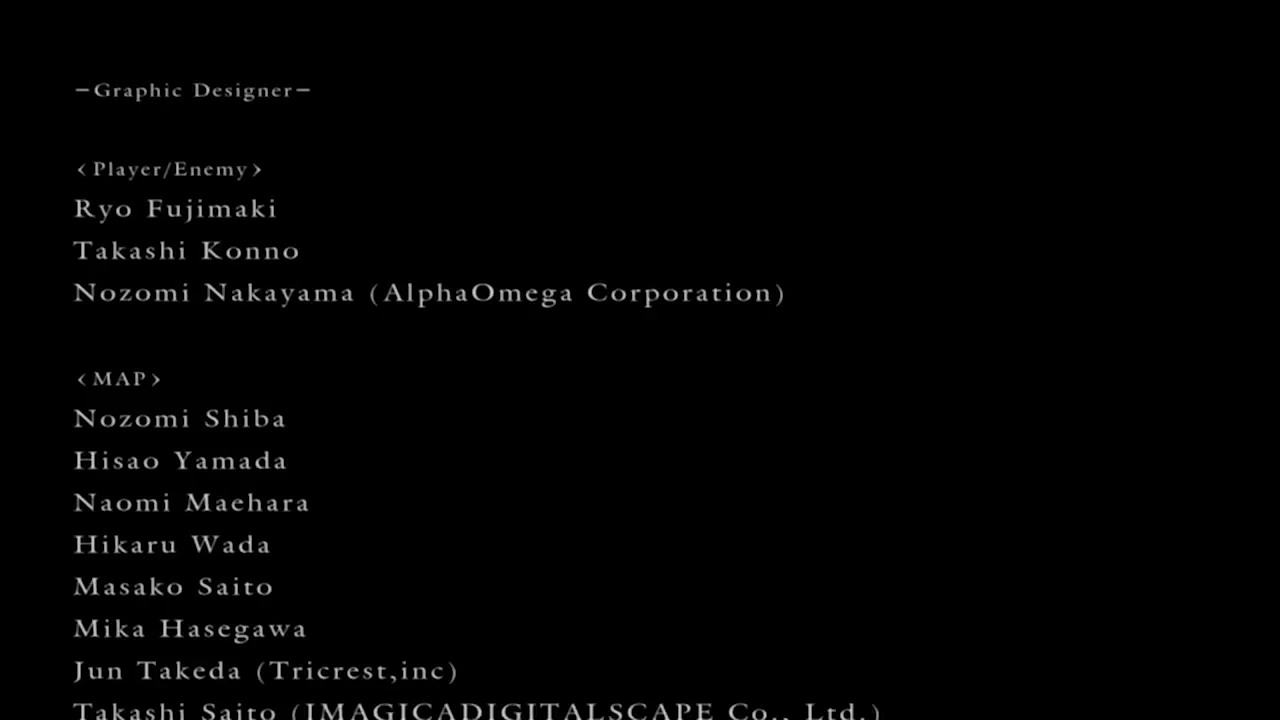 −Graphic Designer−
‹Player/Enemy›
Ryo Fujimaki
Takashi Konno
Nozomi Nakayama (AlphaOmega Corporation)
‹MAP›
Nozomi Shiba
Hisao Yamada
Naomi Maehara
Hikaru Wada
Masako Saito
Mika Hasegawa
Jun Takeda (Tricrest,inc)
Takashi Saito (IMAGICADIGITALSCAPE Co., Ltd.)